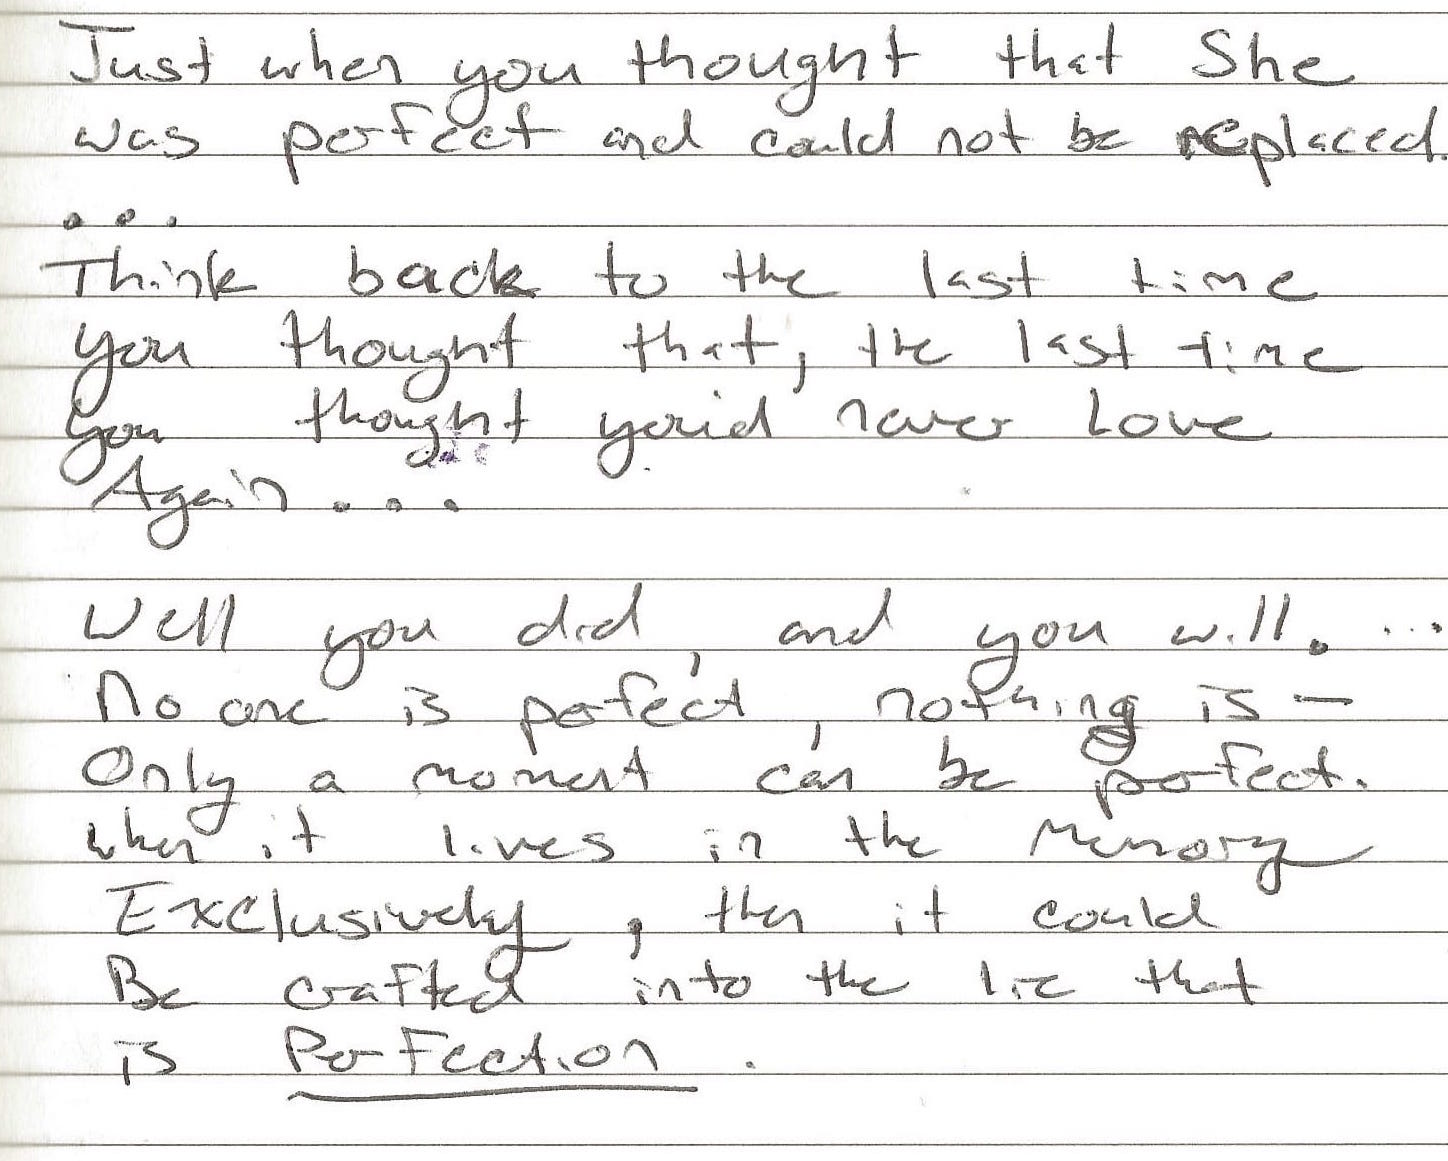 Just when you thought that She
was perfect and could not be replaced.
...
Think back to the last time
you thought that, the last time
you thought you'd never Love
Again...
Well you did, and you will. ...
No one is perfect, nothing is —
Only a moment can be perfect.
when it lives in the Memory
Exclusively, then it could
Be crafted into the lie that
is Perfection.